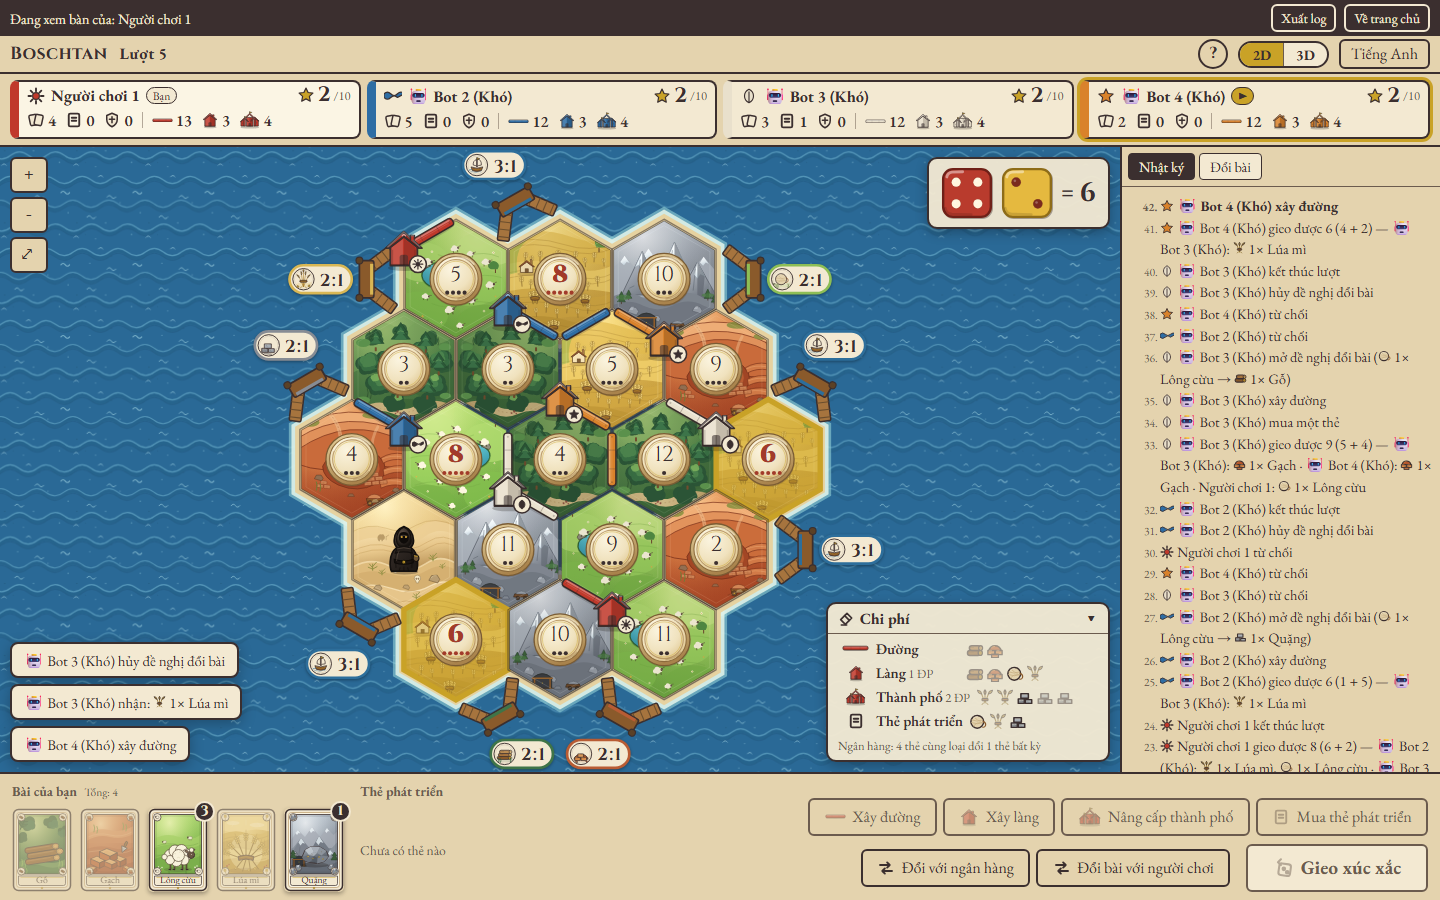 Đang xem bàn của: Người chơi 1
Xuất log
Về trang chủ
BOSCHTAN Lượt 5
?
2D
3D
Tiếng Anh
Người chơi 1 Bạn 2/10
4 0 0 13 3 4
Bot 2 (Khó) 2/10
5 0 0 12 3 4
Bot 3 (Khó) 2/10
3 1 0 12 3 4
Bot 4 (Khó) 2/10
2 0 0 12 3 4
+
-
3:1
= 6
2:1
5
8
10
2:1
2:1
3
3
5
9
3:1
4
8
4
12
6
11
9
2
3:1
3:1
6
10
11
2:1
2:1
Nhật ký
Đổi bài
42. Bot 4 (Khó) xây đường
41. Bot 4 (Khó) gieo được 6 (4 + 2) —
Bot 3 (Khó): 1× Lúa mì
40. Bot 3 (Khó) kết thúc lượt
39. Bot 3 (Khó) hủy đề nghị đổi bài
38. Bot 4 (Khó) từ chối
37. Bot 2 (Khó) từ chối
36. Bot 3 (Khó) mở đề nghị đổi bài ( 1×
Lông cừu → 1× Gỗ)
35. Bot 3 (Khó) xây đường
34. Bot 3 (Khó) mua một thẻ
33. Bot 3 (Khó) gieo được 9 (5 + 4) —
Bot 3 (Khó): 1× Gạch · Bot 4 (Khó): 1×
Gạch · Người chơi 1: 1× Lông cừu
32. Bot 2 (Khó) kết thúc lượt
31. Bot 2 (Khó) hủy đề nghị đổi bài
30. Người chơi 1 từ chối
29. Bot 4 (Khó) từ chối
28. Bot 3 (Khó) từ chối
27. Bot 2 (Khó) mở đề nghị đổi bài ( 1×
Lông cừu → 1× Quặng)
26. Bot 2 (Khó) xây đường
25. Bot 2 (Khó) gieo được 6 (1 + 5) —
Bot 3 (Khó): 1× Lúa mì
24. Người chơi 1 kết thúc lượt
23. Người chơi 1 gieo được 8 (6 + 2) — Bot 2
(Khó): 1× Lúa mì, 1× Lông cừu · Bot 3
Chi phí
Đường
Làng 1 ĐP
Thành phố 2 ĐP
Thẻ phát triển
Ngân hàng: 4 thẻ cùng loại đổi 1 thẻ bất kỳ
Bot 3 (Khó) hủy đề nghị đổi bài
Bot 3 (Khó) nhận: 1× Lúa mì
Bot 4 (Khó) xây đường
Bài của bạn Tổng: 4
3
1
Gỗ
Gạch
Lông cừu
Lúa mì
Quặng
Thẻ phát triển
Chưa có thẻ nào
Xây đường
Xây làng
Nâng cấp thành phố
Mua thẻ phát triển
Đổi với ngân hàng
Đổi bài với người chơi
Gieo xúc xắc